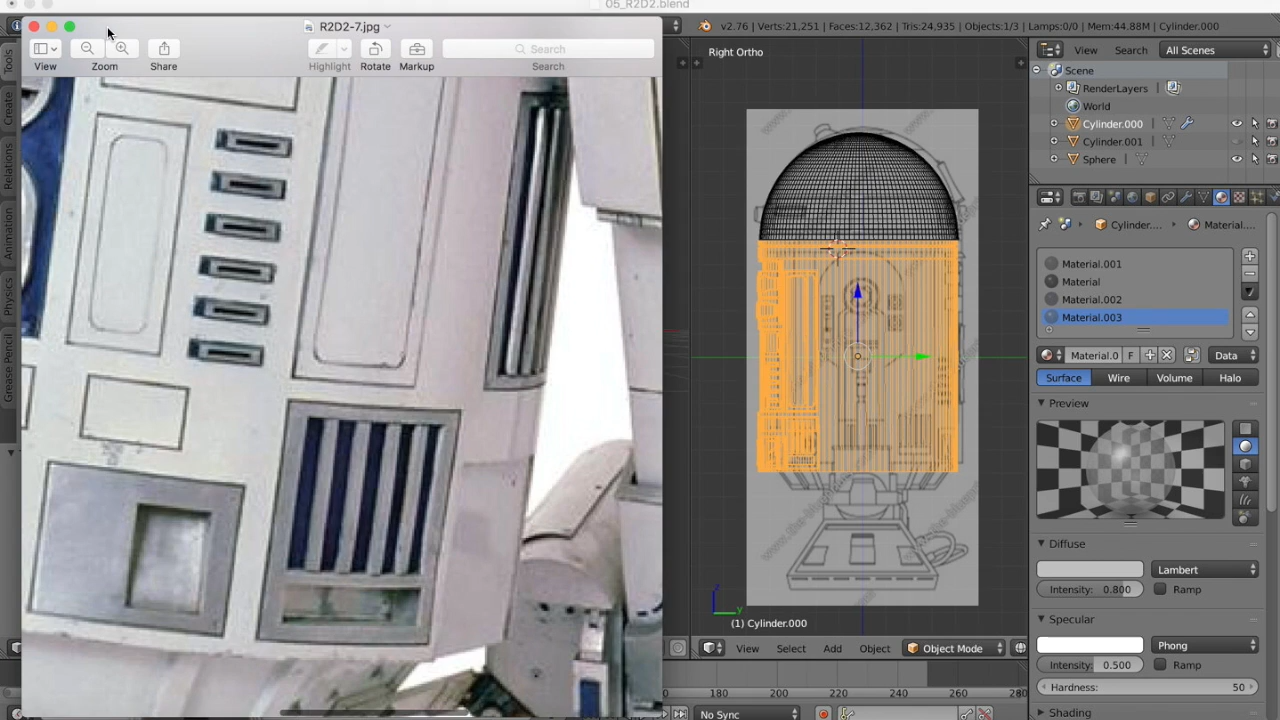 05_R2D2.blend
R2D2-7.jpg
View
Zoom
Share
Highlight
Rotate
Markup
Search
Search
Tools
Create
Relations
Animation
Physics
Grease Pencil
v2.76 | Verts:21,251 | Faces:12,362 | Tris:24,935 | Objects:1/3 | Lamps:0/0 | Mem:44.88M | Cylinder.000
Right Ortho
z
y
(1) Cylinder.000
View Select Add Object Object Mode
180 200 220 240 260 280
No Sync
View Search All Scenes
Scene
RenderLayers
World
Cylinder.000
Cylinder.001
Sphere
Cylinder.... Material....
Material.001
Material
Material.002
Material.003
Material.0 F Data
Surface Wire Volume Halo
Preview
Diffuse
Lambert
Intensity: 0.800 Ramp
Specular
Phong
Intensity: 0.500 Ramp
Hardness: 50
Shading